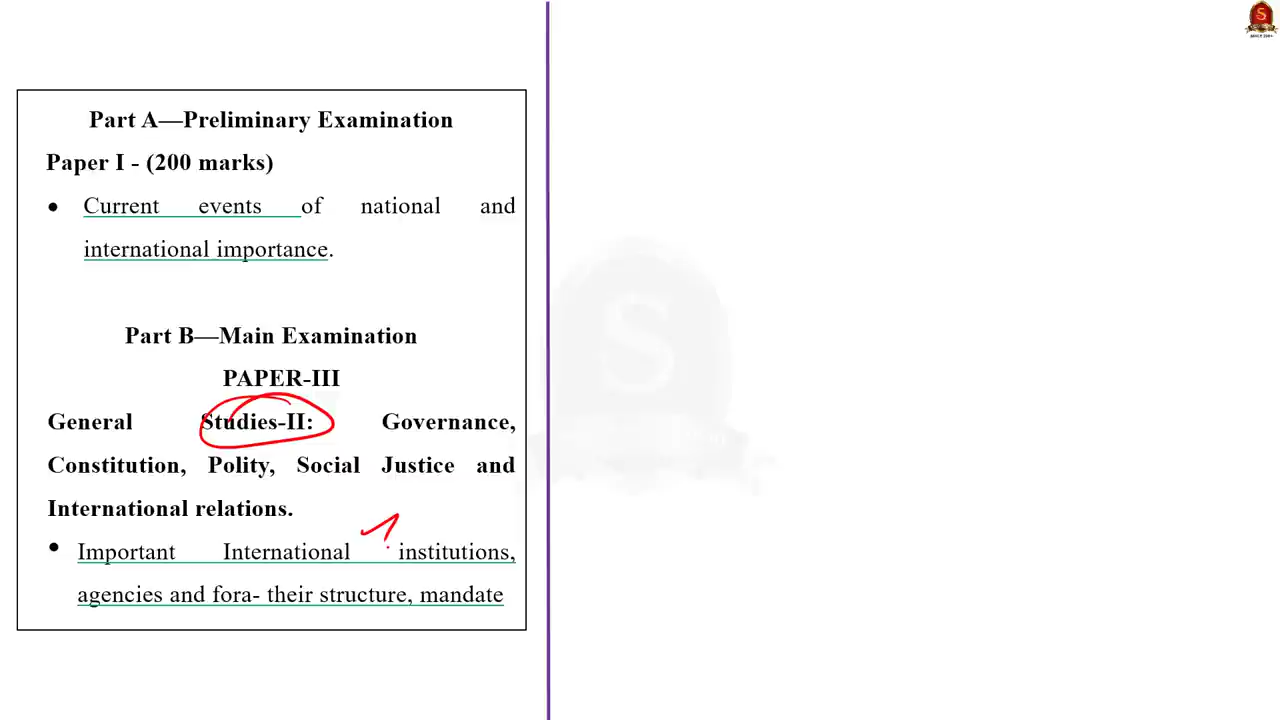 Part A—Preliminary Examination
Paper I - (200 marks)
● Current events of national and
international importance.
Part B—Main Examination
PAPER-III
General Studies-II: Governance,
Constitution, Polity, Social Justice and
International relations.
● Important International institutions,
agencies and fora- their structure, mandate
S
S